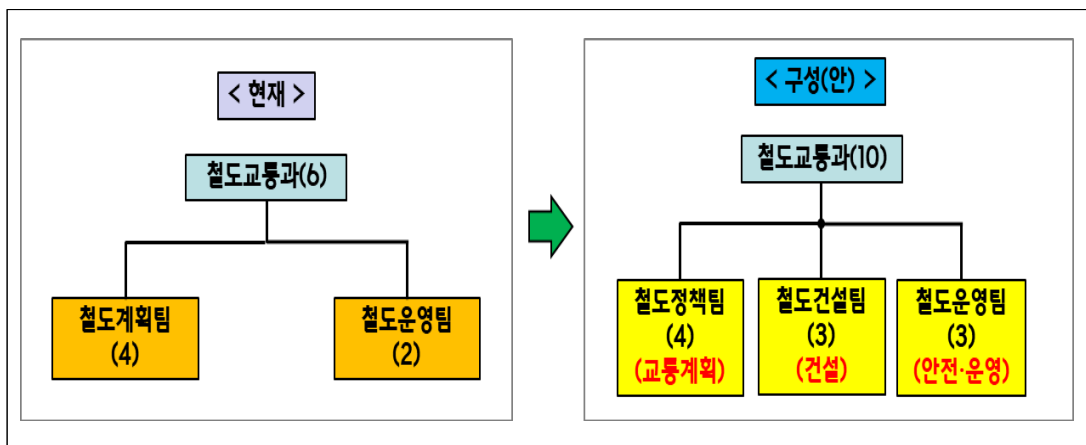 < 현재 >
철도교통과(6)
철도계획팀
(4)
철도운영팀
(2)
< 구성(안) >
철도교통과(10)
철도정책팀
(4)
(교통계획)
철도건설팀
(3)
(건설)
철도운영팀
(3)
(안전·운영)